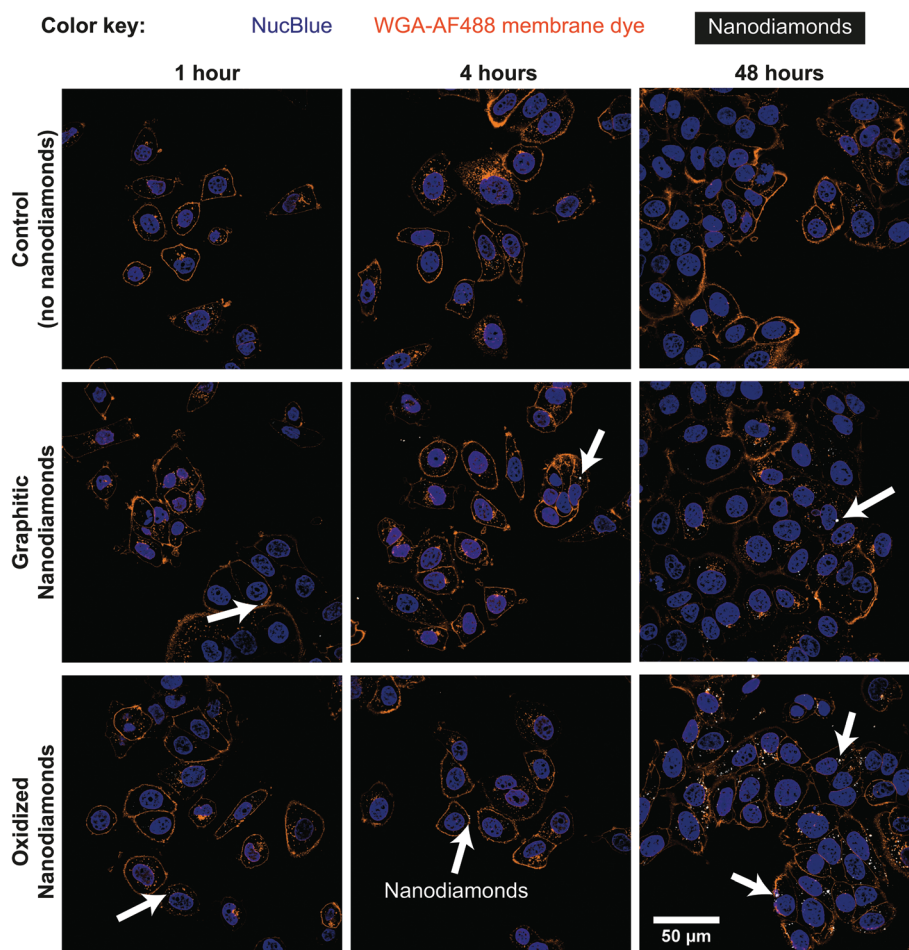 Color key: NucBlue WGA-AF488 membrane dye Nanodiamonds
1 hour 4 hours 48 hours
Control
(no nanodiamonds)
Graphitic
Nanodiamonds
Oxidized
Nanodiamonds
Nanodiamonds
50 µm